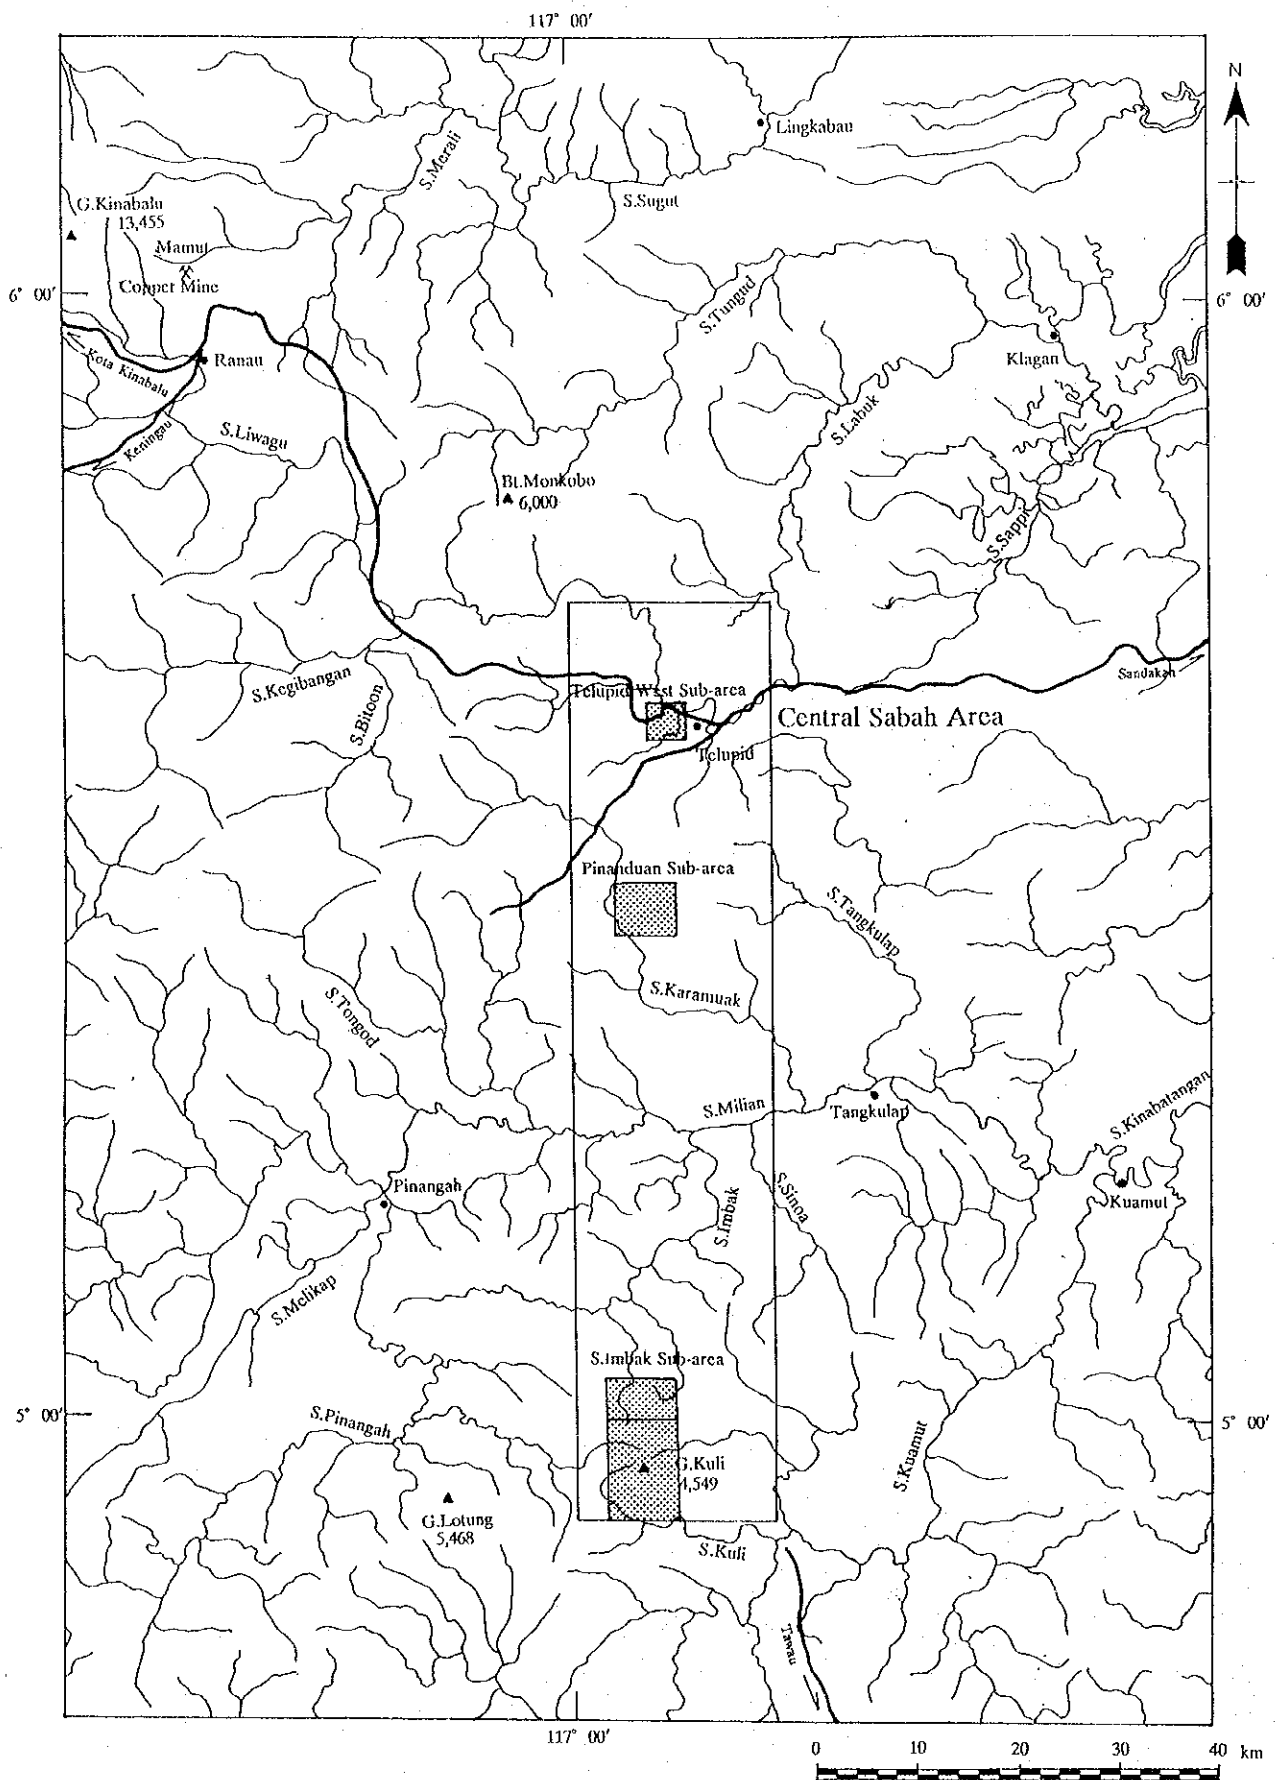 117° 00'
N
Lingkabau
S.Merali
S.Sugut
G.Kinabalu
13,455
Mamut
Copper Mine
6° 00'
6° 00'
S.Tungud
Klagan
Ranau
Kota Kinabalu
Keningau
S.Liwagu
S.Labuk
Bt.Monkobo
6,000
S.Sappi
Sandakan
S.Kegibangan
S.Bitoon
Telupid West Sub-area
Central Sabah Area
Telupid
Pinanduan Sub-area
S.Tangkulap
S.Karamuak
S.Tongod
S.Milian
Tangkulap
S.Kinabatangan
Pinangah
S.Imbak
S.Sinoa
Kuamut
S.Melikap
S.Imbak Sub-area
5° 00'
5° 00'
S.Pinangah
S.Kuamut
G.Kuli
4,549
G.Lotung
5,468
S.Kuli
Tawau
117° 00'
0 10 20 30 40 km